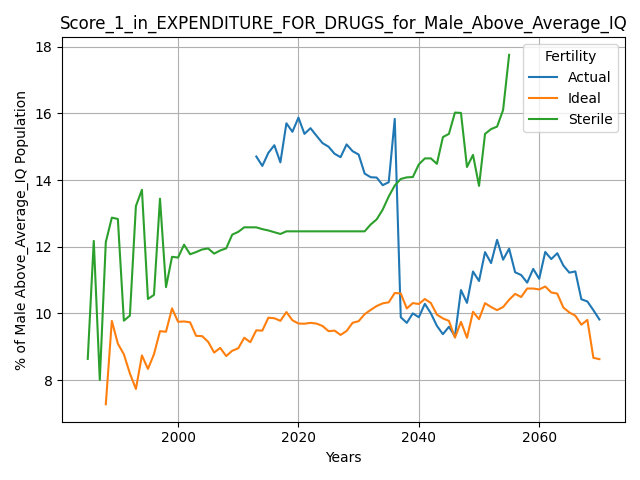 Score_1_in_EXPENDITURE_FOR_DRUGS_for_Male_Above_Average_IQ
% of Male Above_Average_IQ Population
18
16
14
12
10
8
Fertility
Actual
Ideal
Sterile
2000
2020
2040
2060
Years